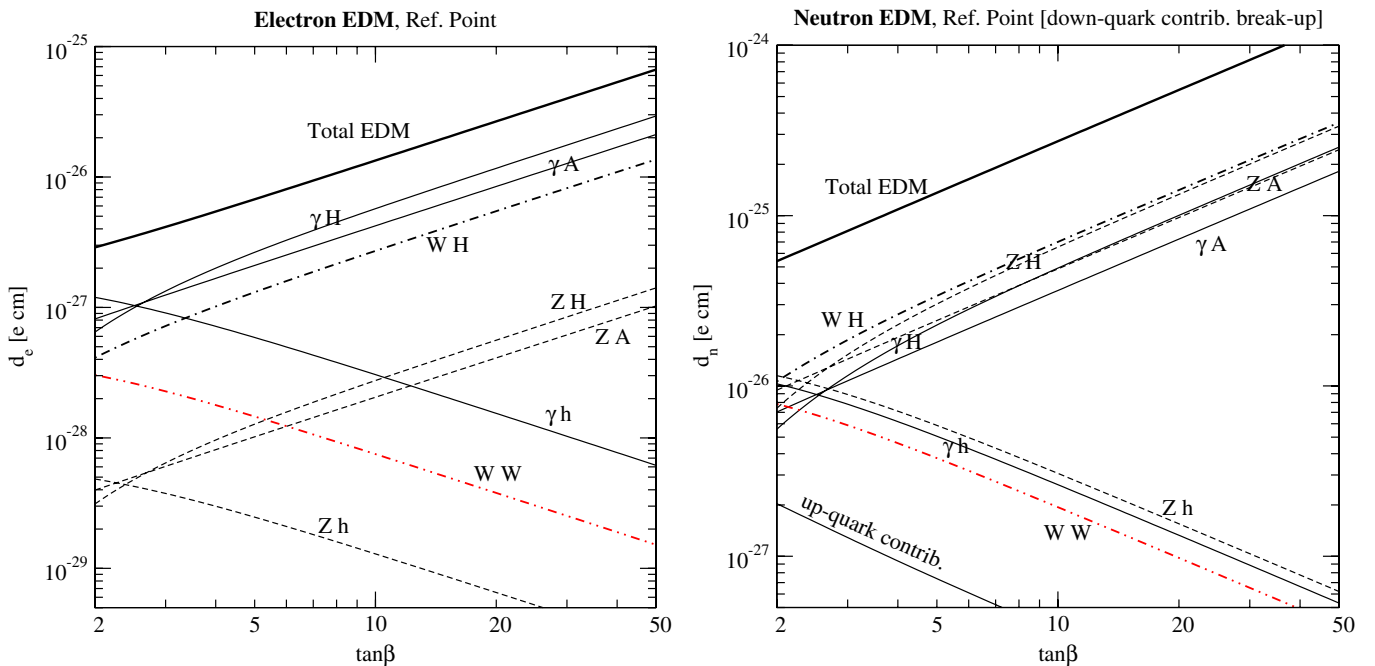 Electron EDM, Ref. Point
10^-25
10^-26
10^-27
10^-28
10^-29
d_e [e cm]
Total EDM
γ A
γ H
W H
Z H
Z A
γ h
W W
Z h
2
5
10
20
50
tanβ
Neutron EDM, Ref. Point [down-quark contrib. break-up]
10^-24
10^-25
10^-26
10^-27
d_n [e cm]
Total EDM
Z A
γ A
Z H
W H
γ H
γ h
Z h
W W
up-quark contrib.
2
5
10
20
50
tanβ